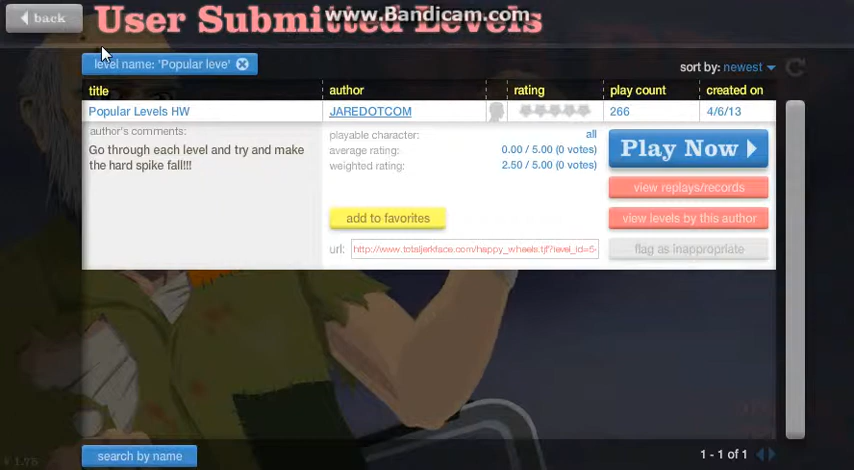 back
User Submitted Levels
www.Bandicam.com
level name: 'Popular leve'
sort by: newest
title author rating play count created on
Popular Levels HW JAREDOTCOM 266 4/6/13
author's comments:
Go through each level and try and make
the hard spike fall!!!
playable character: all
average rating: 0.00 / 5.00 (0 votes)
weighted rating: 2.50 / 5.00 (0 votes)
add to favorites
url: http://www.totaljerkface.com/happy_wheels.tjf?level_id=5
Play Now
view replays/records
view levels by this author
flag as inappropriate
search by name
1 - 1 of 1
v 1.75